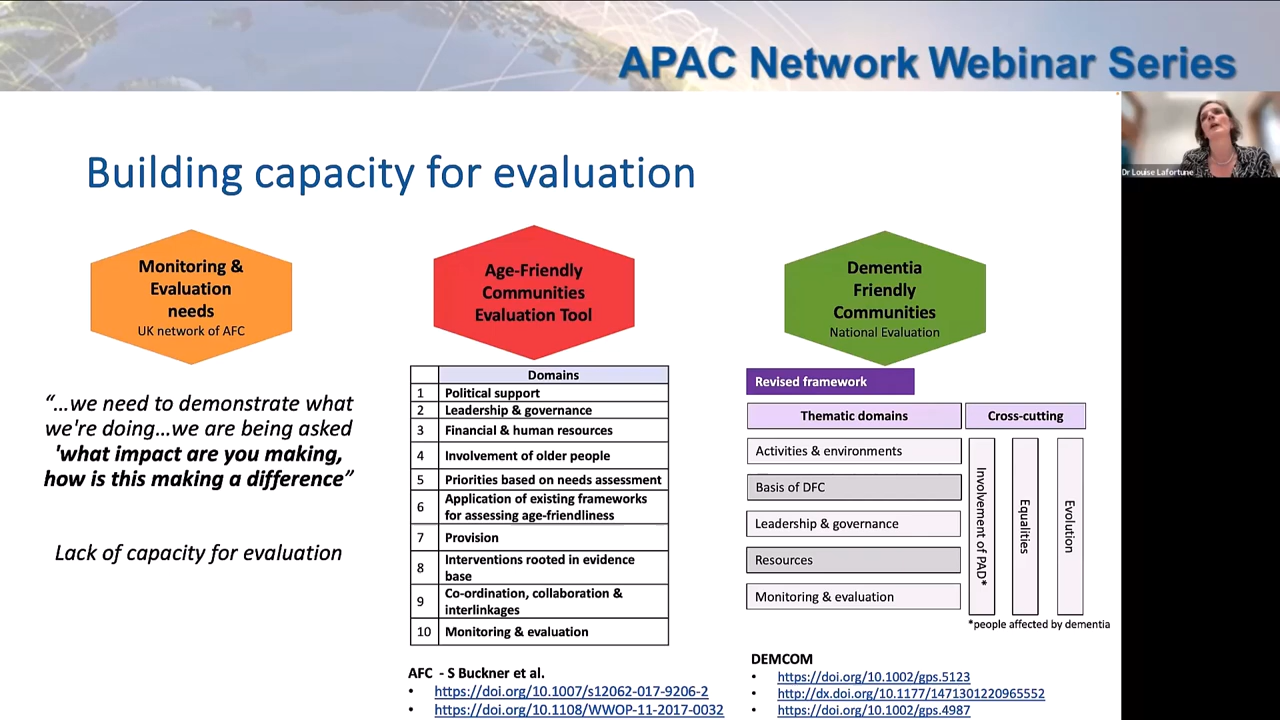 APAC Network Webinar Series
Dr Louise Lafortune
Building capacity for evaluation
Monitoring &
Evaluation
needs
UK network of AFC
“…we need to demonstrate what
we're doing…we are being asked
'what impact are you making,
how is this making a difference”
Lack of capacity for evaluation
Age-Friendly
Communities
Evaluation Tool
Domains
1 Political support
2 Leadership & governance
3 Financial & human resources
4 Involvement of older people
5 Priorities based on needs assessment
6 Application of existing frameworks
for assessing age-friendliness
7 Provision
8 Interventions rooted in evidence
base
9 Co-ordination, collaboration &
interlinkages
10 Monitoring & evaluation
AFC - S Buckner et al.
• https://doi.org/10.1007/s12062-017-9206-2
• https://doi.org/10.1108/WWOP-11-2017-0032
Dementia
Friendly
Communities
National Evaluation
Revised framework
Thematic domains
Activities & environments
Basis of DFC
Leadership & governance
Resources
Monitoring & evaluation
Cross-cutting
Involvement of PAD*
Equalities
Evolution
*people affected by dementia
DEMCOM
• https://doi.org/10.1002/gps.5123
• http://dx.doi.org/10.1177/1471301220965552
• https://doi.org/10.1002/gps.4987